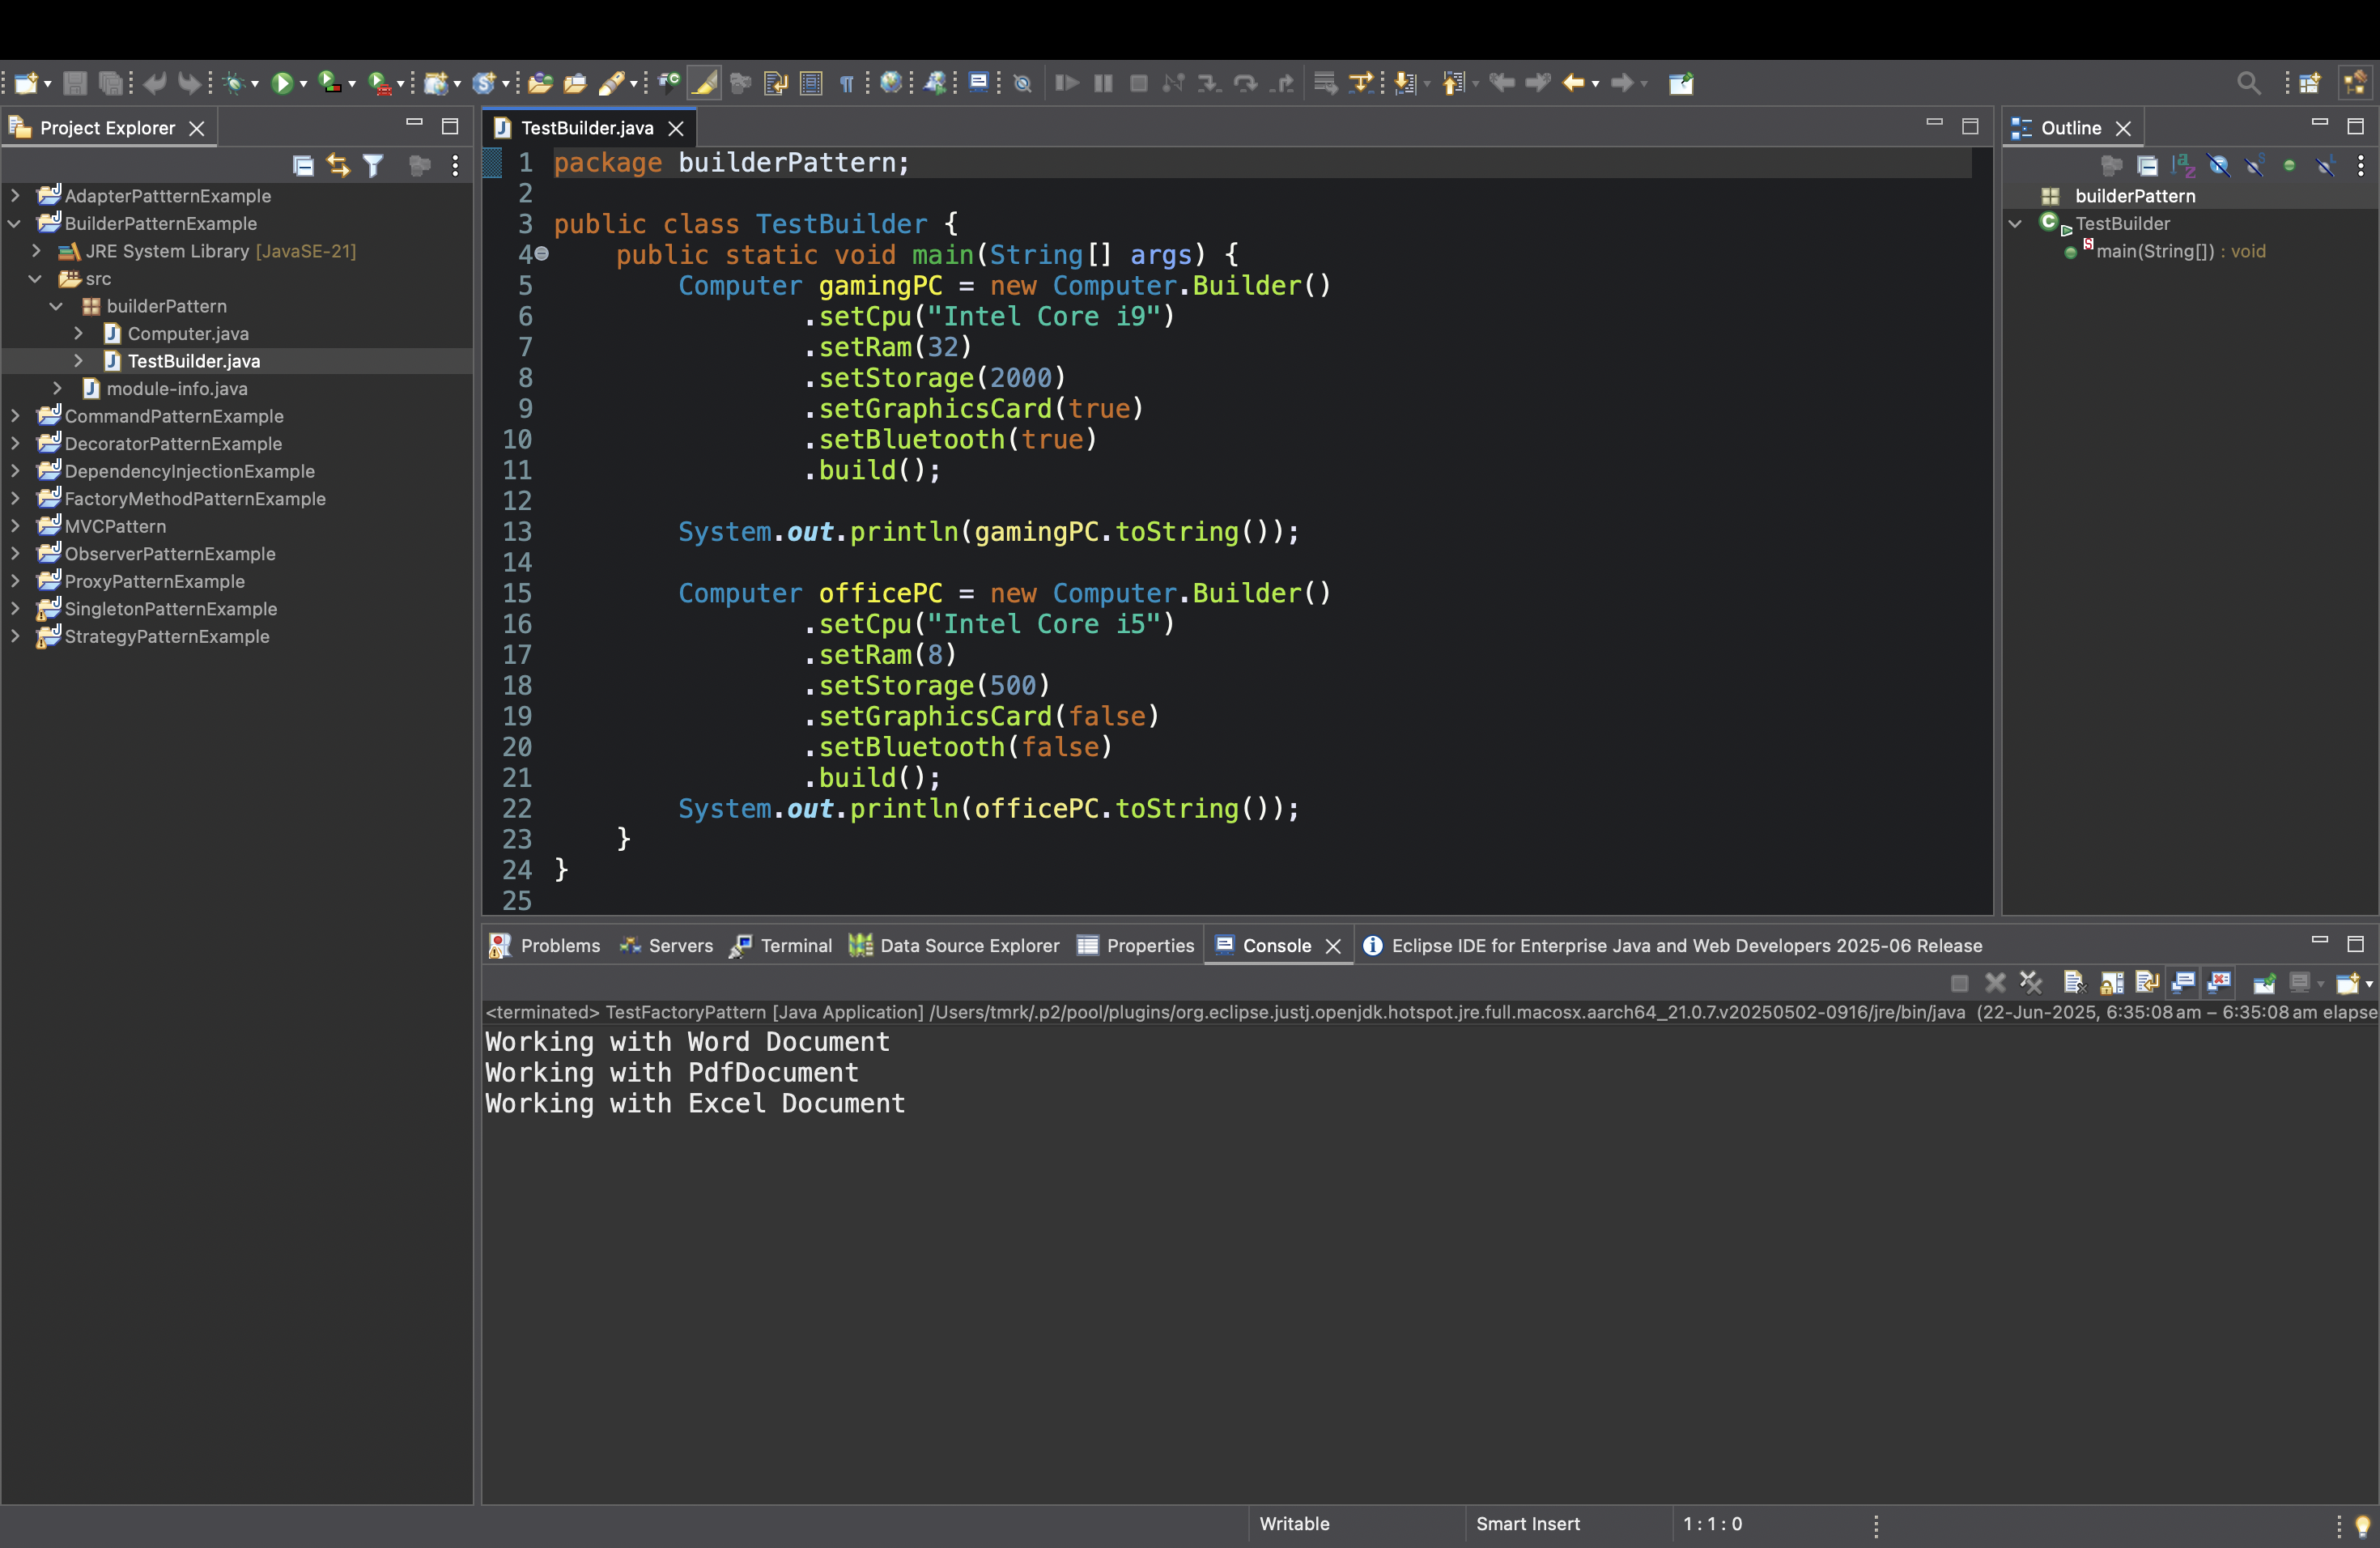 Project Explorer
AdapterPattternExample
BuilderPatternExample
JRE System Library [JavaSE-21]
src
builderPattern
Computer.java
TestBuilder.java
module-info.java
CommandPatternExample
DecoratorPatternExample
DependencyInjectionExample
FactoryMethodPatternExample
MVCPattern
ObserverPatternExample
ProxyPatternExample
SingletonPatternExample
StrategyPatternExample
TestBuilder.java
1 package builderPattern;
2
3 public class TestBuilder {
4 public static void main(String[] args) {
5 Computer gamingPC = new Computer.Builder()
6 .setCpu("Intel Core i9")
7 .setRam(32)
8 .setStorage(2000)
9 .setGraphicsCard(true)
10 .setBluetooth(true)
11 .build();
12
13 System.out.println(gamingPC.toString());
14
15 Computer officePC = new Computer.Builder()
16 .setCpu("Intel Core i5")
17 .setRam(8)
18 .setStorage(500)
19 .setGraphicsCard(false)
20 .setBluetooth(false)
21 .build();
22 System.out.println(officePC.toString());
23 }
24 }
25
Outline
builderPattern
TestBuilder
main(String[]) : void
Problems Servers Terminal Data Source Explorer Properties Console Eclipse IDE for Enterprise Java and Web Developers 2025-06 Release
<terminated> TestFactoryPattern [Java Application] /Users/tmrk/.p2/pool/plugins/org.eclipse.justj.openjdk.hotspot.jre.full.macosx.aarch64_21.0.7.v20250502-0916/jre/bin/java (22-Jun-2025, 6:35:08 am – 6:35:08 am elapse
Working with Word Document
Working with PdfDocument
Working with Excel Document
Writable Smart Insert 1 : 1 : 0